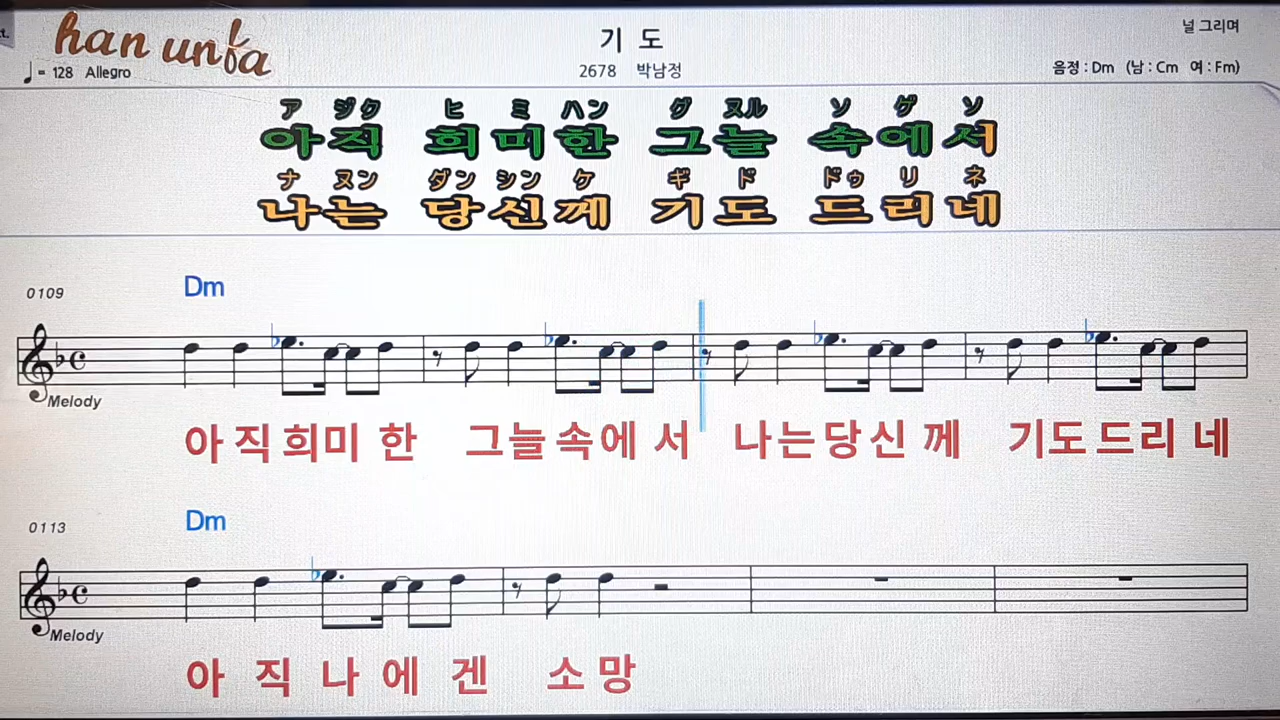 han unfa
기 도
널 그리며
♩= 128 Allegro
2678 박남정
음정 : Dm (남 : Cm 여 : Fm)
ア ジク ヒ ミ ハン グ ヌル ソ ゲ ソ
아직 희미한 그늘 속에서
ナ ヌン ダン シン ケ ギ ド ドゥ リ ネ
나는 당신께 기도 드리네
0109
Dm
Melody
아 직 희 미 한 그 늘 속 에 서 나 는 당 신 께 기 도 드 리 네
0113
Dm
Melody
아 직 나 에 겐 소 망